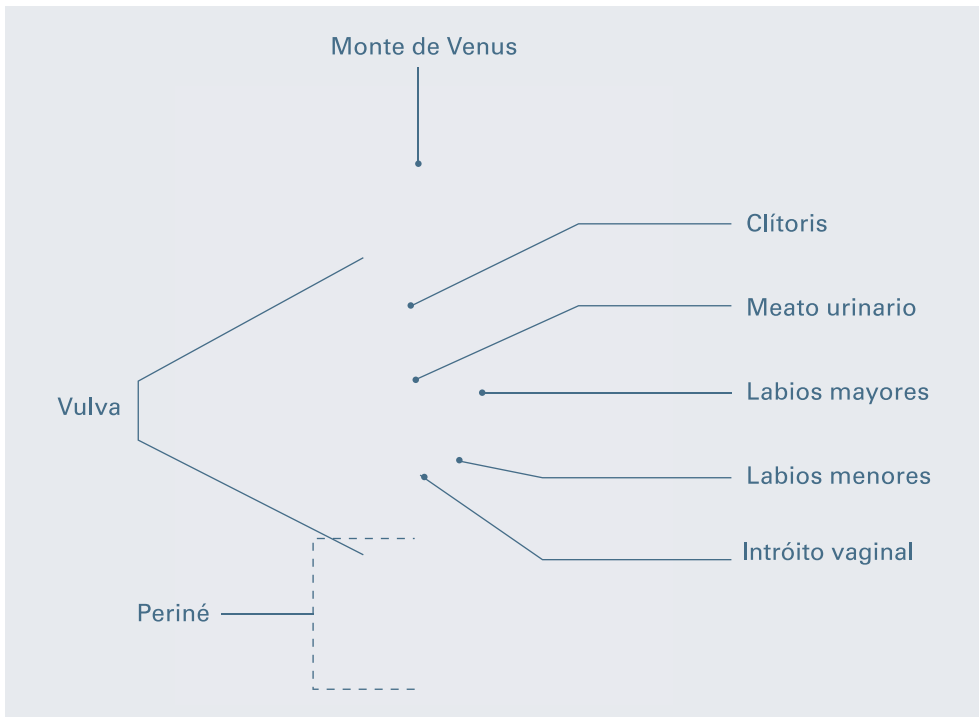 Monte de Venus
Clítoris
Meato urinario
Labios mayores
Vulva
Labios menores
Intróito vaginal
Periné